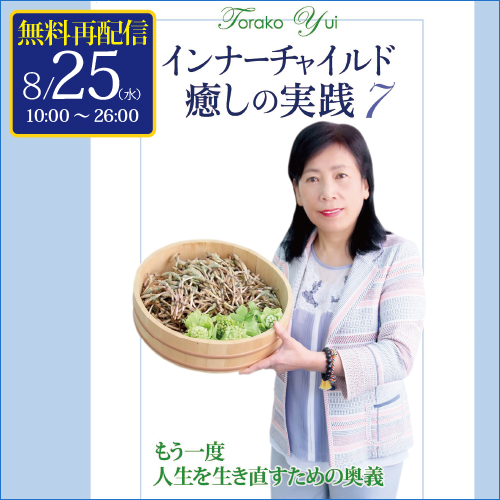 Torako Yui
無料再配信
8/25(水)
10:00～26:00
インナーチャイルド
癒しの実践 7
もう一度
人生を生き直すための奥義